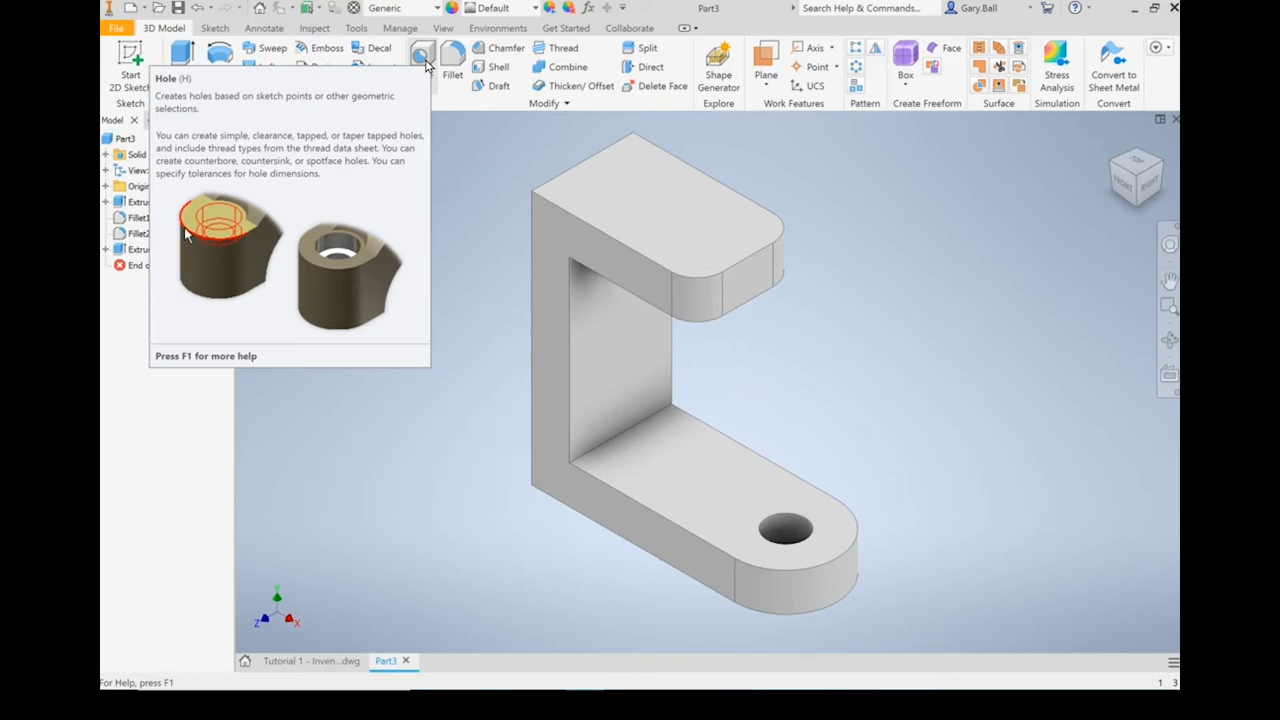 Generic
Default
Part3
Search Help & Commands...
Gary.Ball
File
3D Model
Sketch
Annotate
Inspect
Tools
Manage
View
Environments
Get Started
Collaborate
Start
2D Sketch
Sketch
Sweep
Emboss
Decal
Fillet
Chamfer
Shell
Draft
Thread
Combine
Thicken/ Offset
Split
Direct
Delete Face
Modify
Shape
Generator
Explore
Plane
Axis
Point
UCS
Work Features
Pattern
Box
Face
Create Freeform
Surface
Stress
Analysis
Simulation
Convert to
Sheet Metal
Convert
Model
Part3
Solid
View:
Origin
Extrus
Fillet1
Fillet2
Extrus
End o
Hole (H)
Creates holes based on sketch points or other geometric
selections.
You can create simple, clearance, tapped, or taper tapped holes,
and include thread types from the thread data sheet. You can
create counterbore, countersink, or spotface holes. You can
specify tolerances for hole dimensions.
Press F1 for more help
TOP
FRONT
RIGHT
Y
Z
X
Tutorial 1 - Inven...dwg
Part3
For Help, press F1
1 3